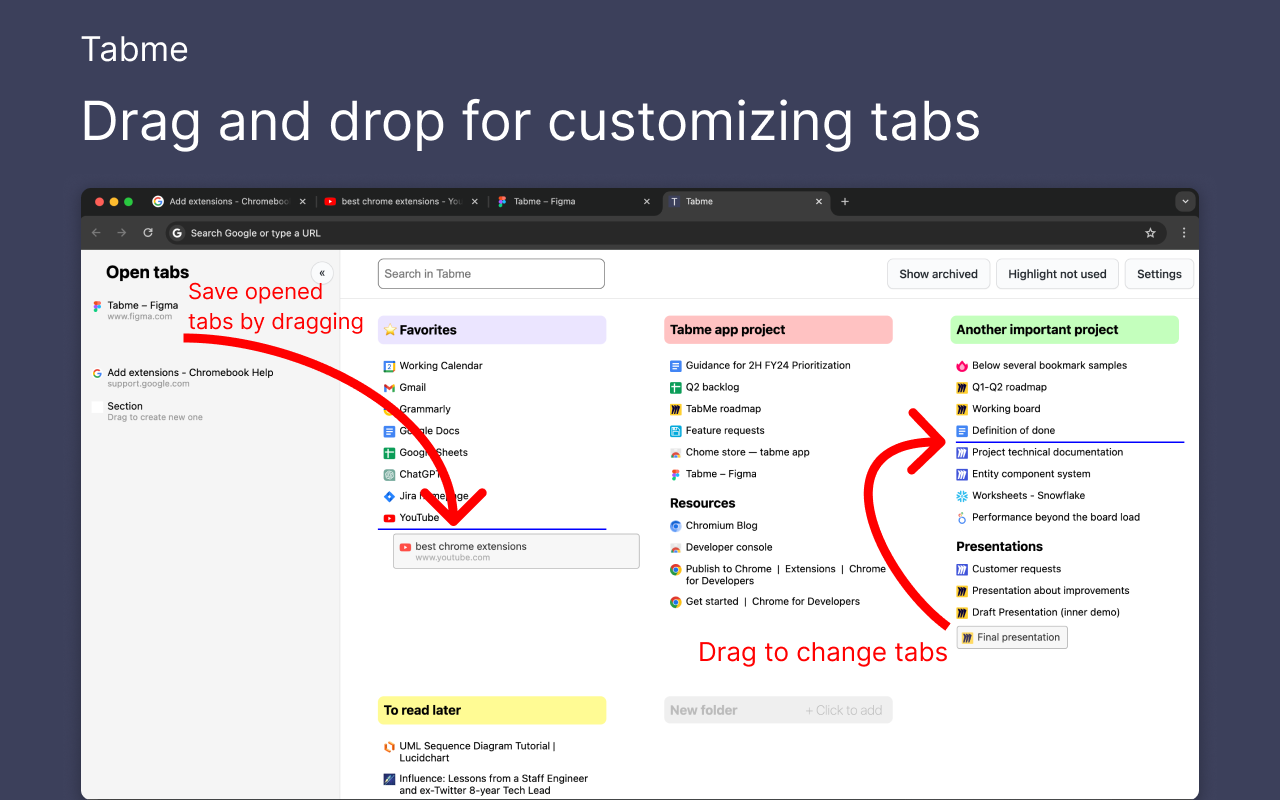 Tabme
Drag and drop for customizing tabs
Add extensions - Chromeboo
best chrome extensions - You
Tabme – Figma
T
Tabme
Search Google or type a URL
Open tabs
«
Save opened
tabs by dragging
Tabme – Figma
www.figma.com
Add extensions - Chromebook Help
support.google.com
Section
Drag to create new one
Search in Tabme
Show archived
Highlight not used
Settings
⭐ Favorites
Working Calendar
Gmail
Grammarly
Google Docs
Google Sheets
ChatGPT
Jira Homepage
YouTube
best chrome extensions
www.youtube.com
Tabme app project
Guidance for 2H FY24 Prioritization
Q2 backlog
TabMe roadmap
Feature requests
Chome store — tabme app
Tabme – Figma
Resources
Chromium Blog
Developer console
Publish to Chrome | Extensions | Chrome
for Developers
Get started | Chrome for Developers
Drag to change tabs
Another important project
Below several bookmark samples
Q1-Q2 roadmap
Working board
Definition of done
Project technical documentation
Entity component system
Worksheets - Snowflake
Performance beyond the board load
Presentations
Customer requests
Presentation about improvements
Draft Presentation (inner demo)
Final presentation
To read later
UML Sequence Diagram Tutorial |
Lucidchart
Influence: Lessons from a Staff Engineer
and ex-Twitter 8-year Tech Lead
New folder
+ Click to add